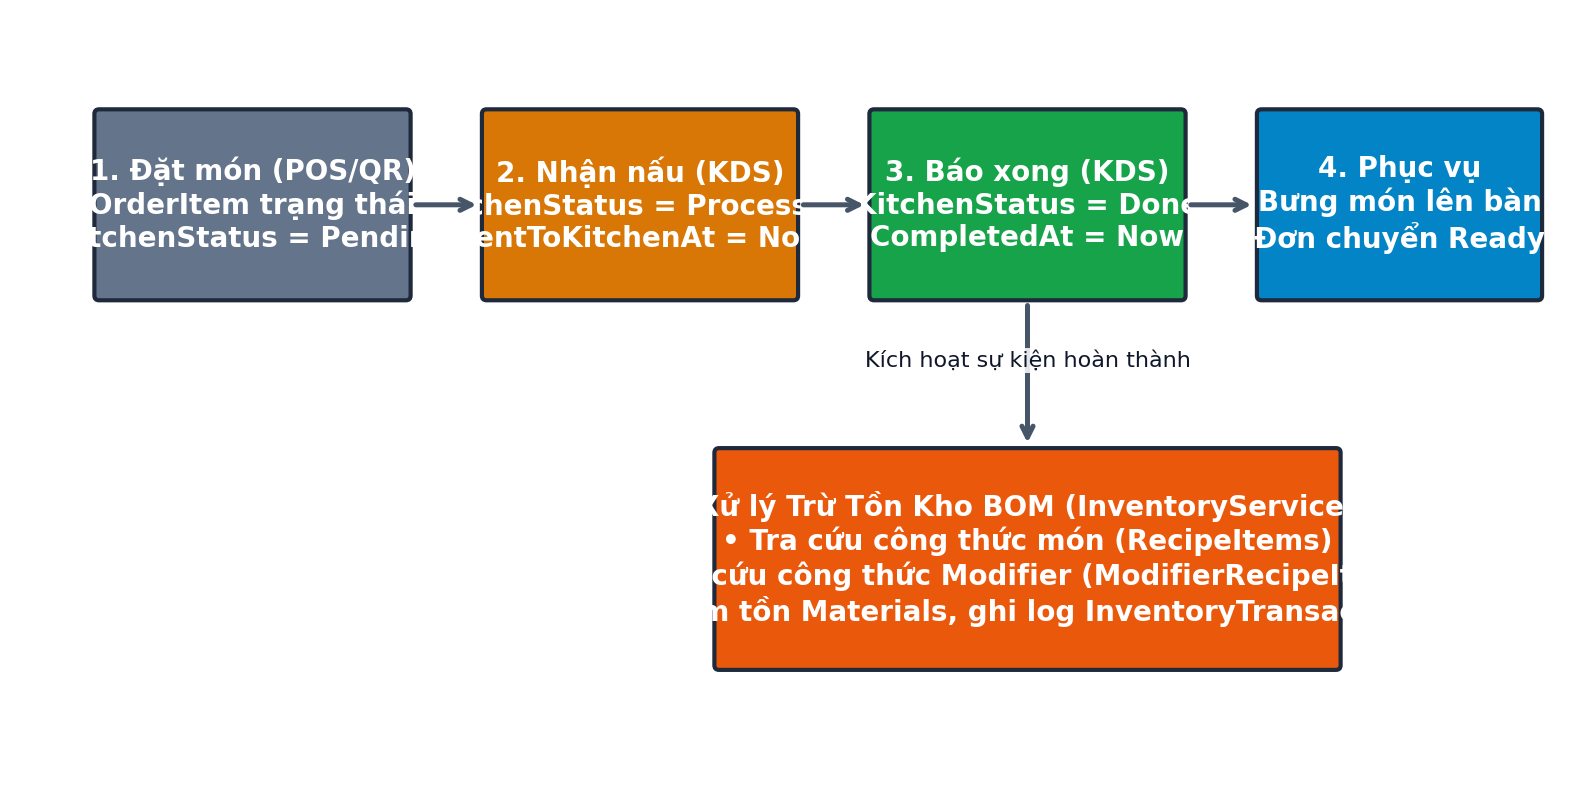 1. Đặt món (POS/QR)
OrderItem trạng thái
tchenStatus = Pendin
2. Nhận nấu (KDS)
chenStatus = Process
entToKitchenAt = No
3. Báo xong (KDS)
KitchenStatus = Done
CompletedAt = Now
4. Phục vụ
Bưng món lên bàn
Đơn chuyển Ready
Kích hoạt sự kiện hoàn thành
Xử lý Trừ Tồn Kho BOM (InventoryService
• Tra cứu công thức món (RecipeItems)
cứu công thức Modifier (ModifierRecipeIt
m tồn Materials, ghi log InventoryTransac